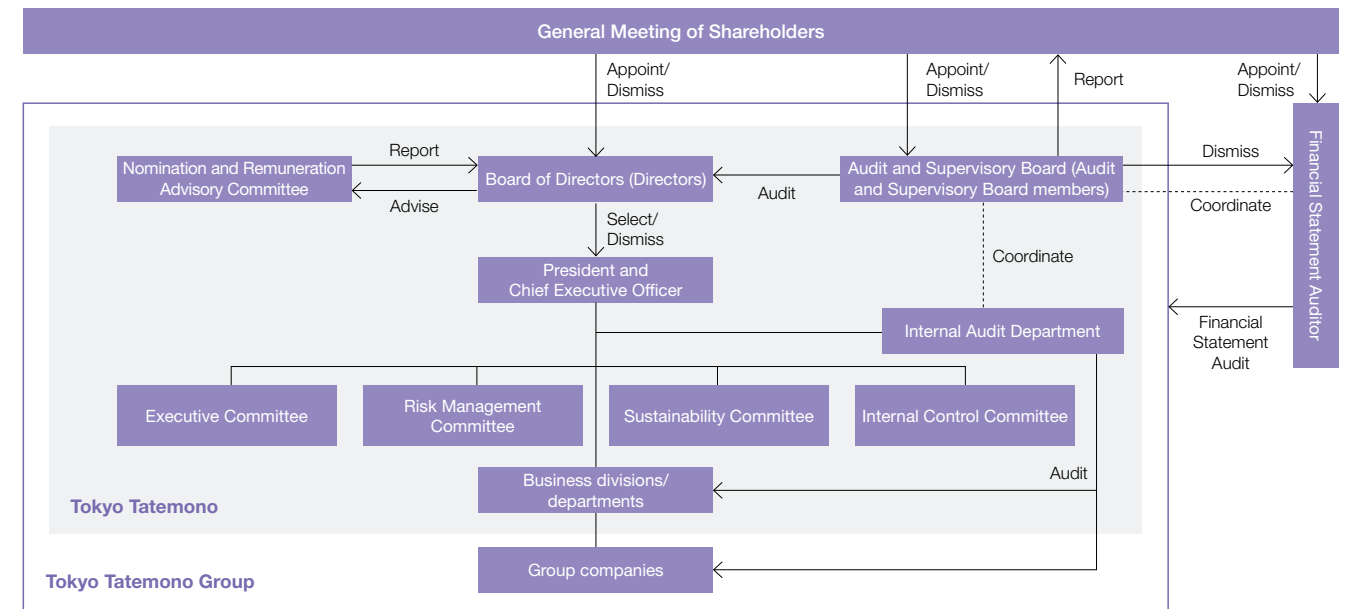 General Meeting of Shareholders
Appoint/
Dismiss
Appoint/
Dismiss
Report
Appoint/
Dismiss
Nomination and Remuneration
Advisory Committee
Report
Advise
Board of Directors (Directors)
Audit
Audit and Supervisory Board (Audit
and Supervisory Board members)
Dismiss
Coordinate
Financial Statement Auditor
Select/
Dismiss
Coordinate
President and
Chief Executive Officer
Internal Audit Department
Financial
Statement
Audit
Executive Committee
Risk Management
Committee
Sustainability Committee
Internal Control Committee
Business divisions/
departments
Audit
Tokyo Tatemono
Group companies
Tokyo Tatemono Group